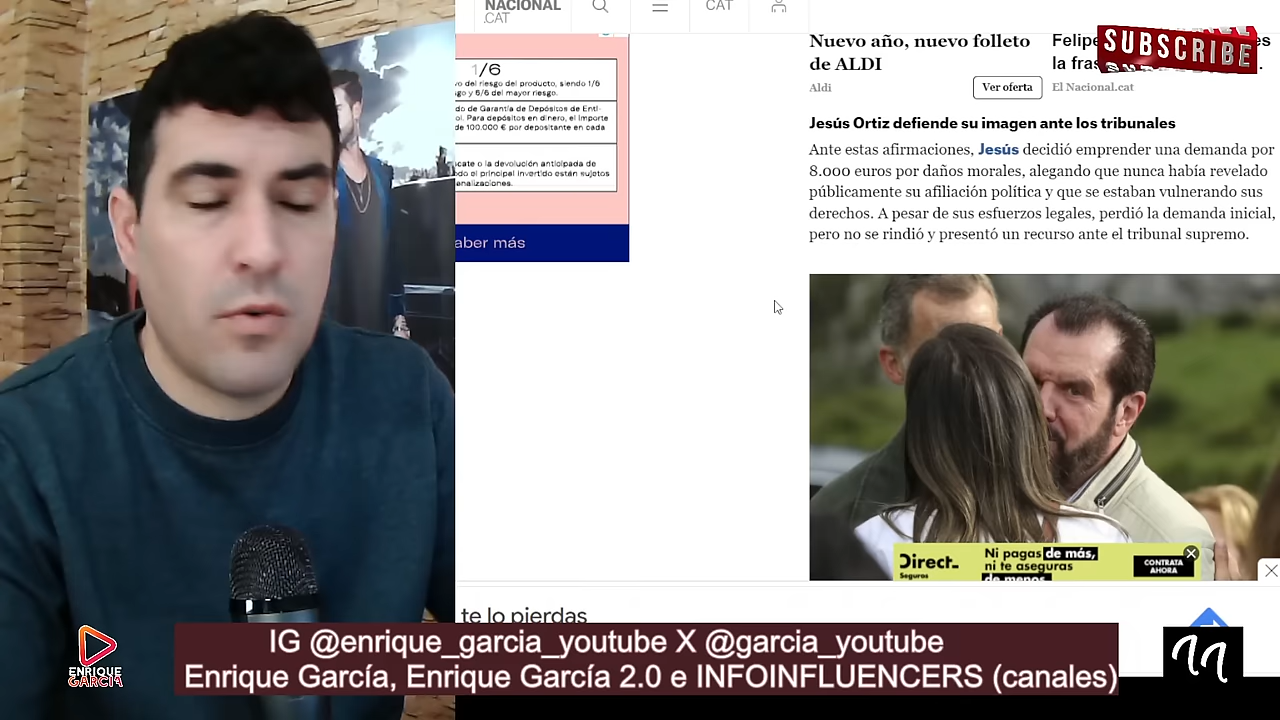 NACIONAL
.CAT
CAT
1/6
vo del riesgo del producto, siendo 1/6
sgo y 6/6 del mayor riesgo.
do de Garantía de Depósitos de Enti-
ol. Para depósitos en dinero, el importe
de 100.000 € por depositante en cada
scate o la devolución anticipada de
odo el principal invertido están sujetos
enalizaciones.
aber más
Nuevo año, nuevo folleto
de ALDI
Aldi
Ver oferta
Felipe
la fras
El Nacional.cat
SUBSCRIBE
Jesús Ortiz defiende su imagen ante los tribunales
Ante estas afirmaciones, Jesús decidió emprender una demanda por
8.000 euros por daños morales, alegando que nunca había revelado
públicamente su afiliación política y que se estaban vulnerando sus
derechos. A pesar de sus esfuerzos legales, perdió la demanda inicial,
pero no se rindió y presentó un recurso ante el tribunal supremo.
Direct
Seguros
Ni pagas de más,
ni te aseguras
de menos
CONTRATA
AHORA
te lo pierdas
IG @enrique_garcia_youtube X @garcia_youtube
Enrique García, Enrique García 2.0 e INFOINFLUENCERS (canales)
ENRIQUE
GARCÍA